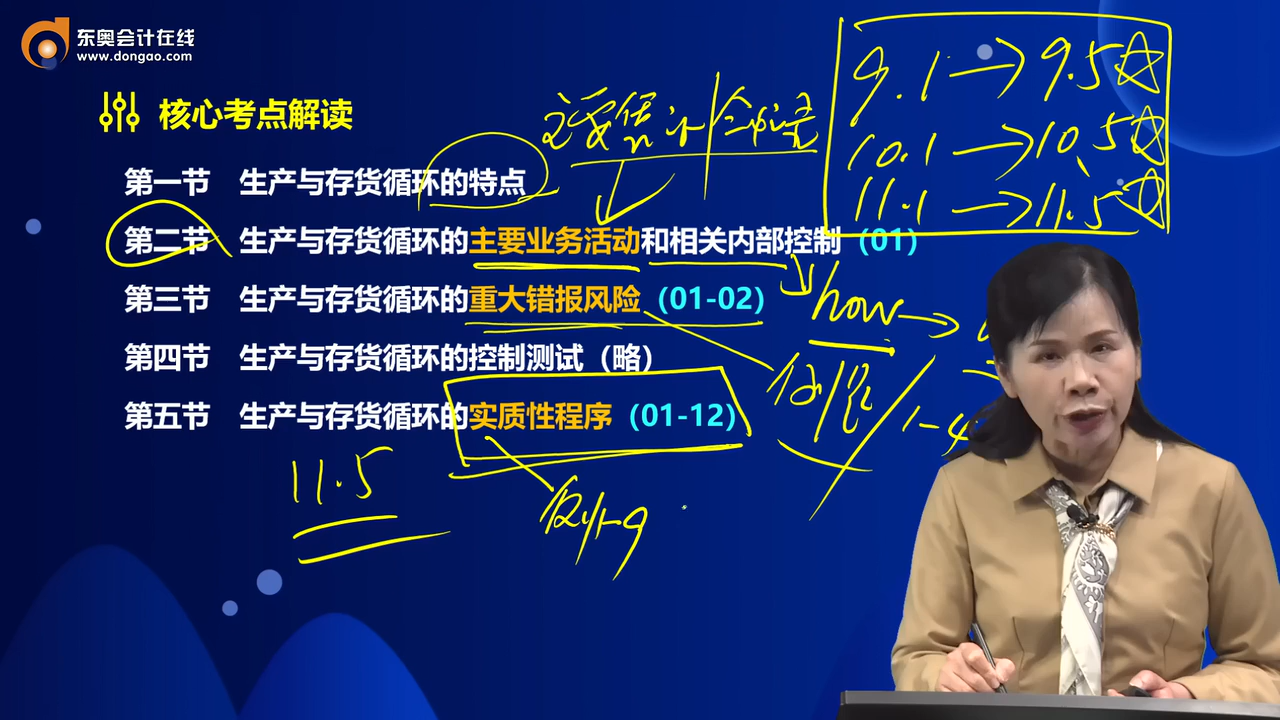 东奥会计在线
www.dongao.com
核心考点解读
第一节 生产与存货循环的特点
第二节 生产与存货循环的主要业务活动和相关内部控制（01）
第三节 生产与存货循环的重大错报风险（01-02）
第四节 生产与存货循环的控制测试（略）
第五节 生产与存货循环的实质性程序（01-12）
9.1→9.5☆
10.1→10.5☆
11.1→11.5☆
how→
1-4
11.5